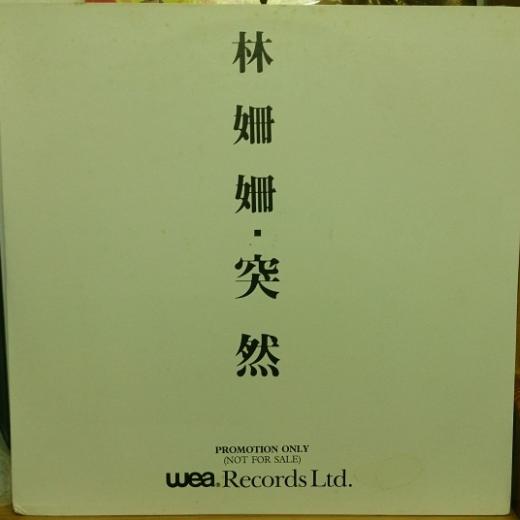 林姍姍·突然
PROMOTION ONLY
(NOT FOR SALE)
wea® Records Ltd.